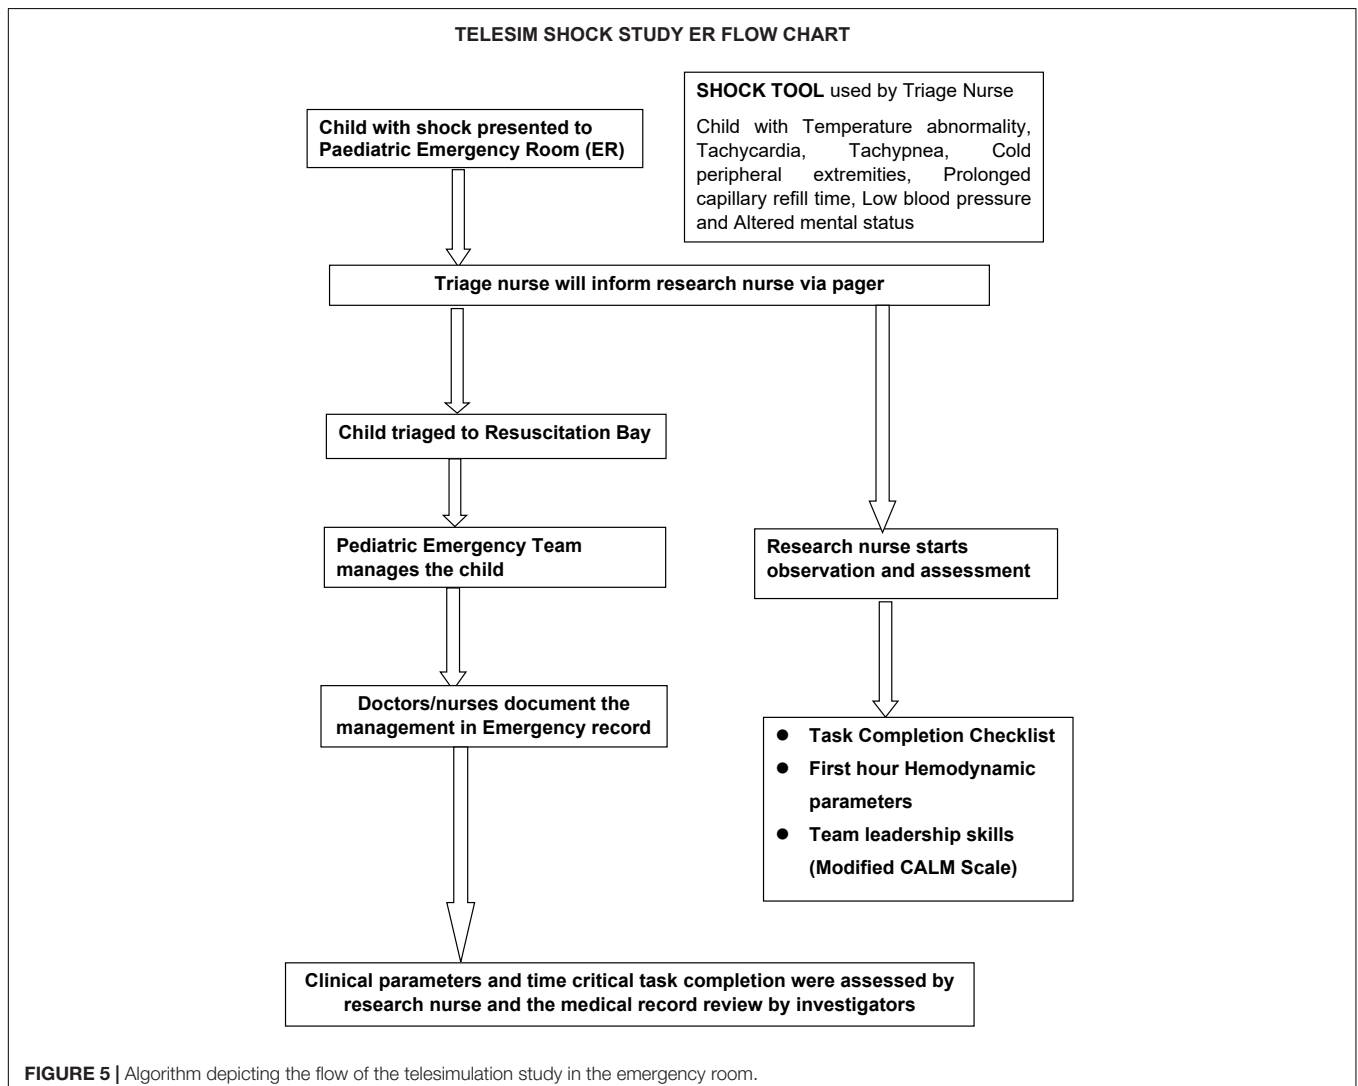 TELESIM SHOCK STUDY ER FLOW CHART
SHOCK TOOL used by Triage Nurse
Child with Temperature abnormality,
Tachycardia, Tachypnea, Cold
peripheral extremities, Prolonged
capillary refill time, Low blood pressure
and Altered mental status
Child with shock presented to
Paediatric Emergency Room (ER)
Triage nurse will inform research nurse via pager
Child triaged to Resuscitation Bay
Pediatric Emergency Team
manages the child
Research nurse starts
observation and assessment
Doctors/nurses document the
management in Emergency record
● Task Completion Checklist
● First hour Hemodynamic
parameters
● Team leadership skills
(Modified CALM Scale)
Clinical parameters and time critical task completion were assessed by
research nurse and the medical record review by investigators
FIGURE 5 | Algorithm depicting the flow of the telesimulation study in the emergency room.